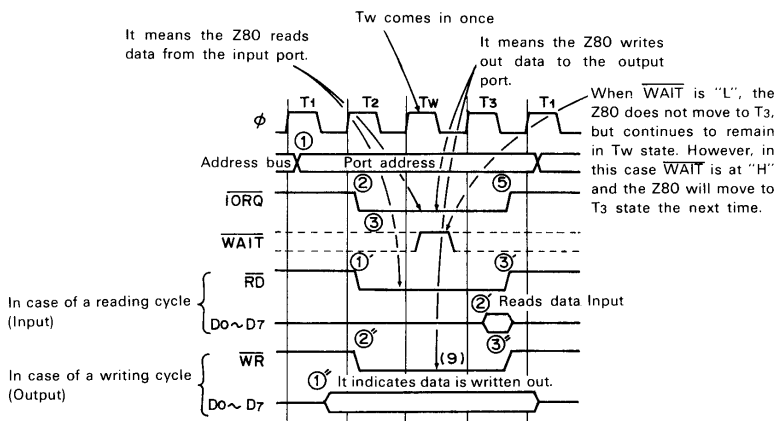 Tw comes in once
It means the Z80 reads
data from the input port.
It means the Z80 writes
out data to the output
port.
When WAIT is "L", the
Z80 does not move to T3,
but continues to remain
in Tw state. However, in
this case WAIT is at "H"
and the Z80 will move to
T3 state the next time.
T1 T2 TW T3 T1
ϕ
①
Address bus Port address
② ⑤
IORQ
③
WAIT
①′ ③′
RD
②′ Reads data Input
In case of a reading cycle
(Input)
D0~D7
②″ ③″
WR (9)
In case of a writing cycle
(Output)
①″ It indicates data is written out.
D0~D7